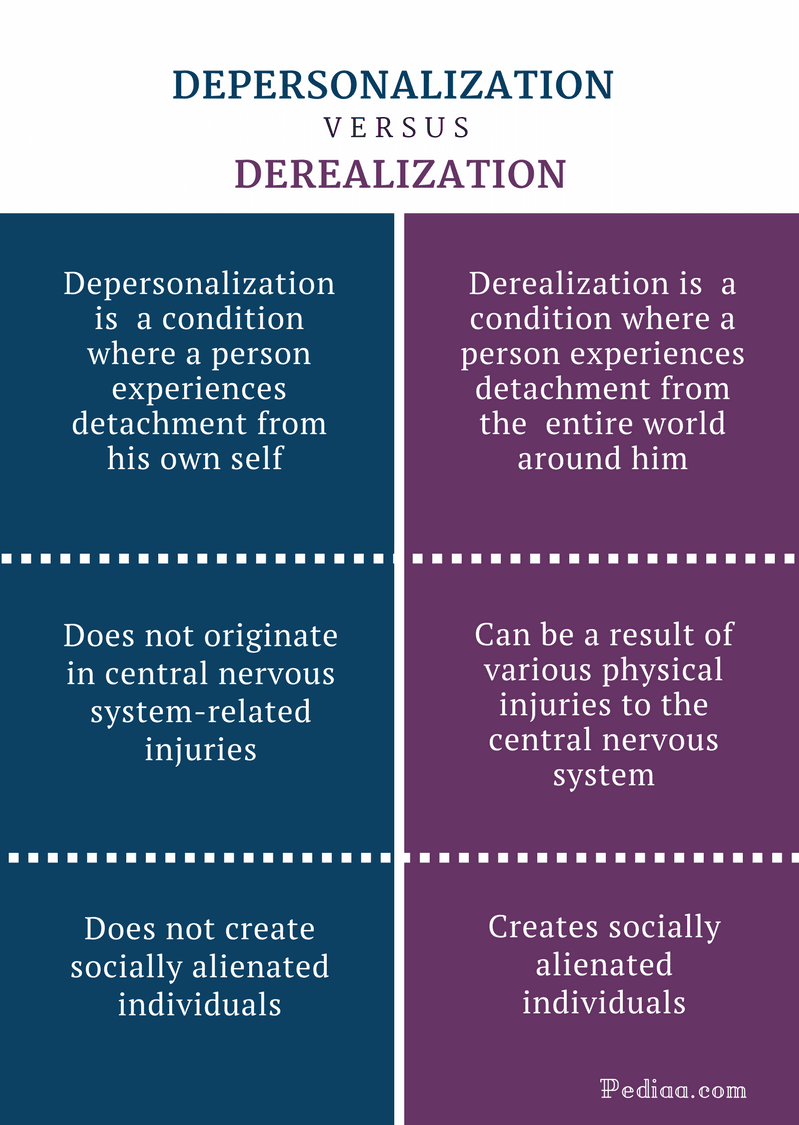 DEPERSONALIZATION
VERSUS
DEREALIZATION
Depersonalization
is a condition
where a person
experiences
detachment from
his own self
Derealization is a
condition where a
person experiences
detachment from
the entire world
around him
Does not originate
in central nervous
system-related
injuries
Can be a result of
various physical
injuries to the
central nervous
system
Does not create
socially alienated
individuals
Creates socially
alienated
individuals
Pediaa.com